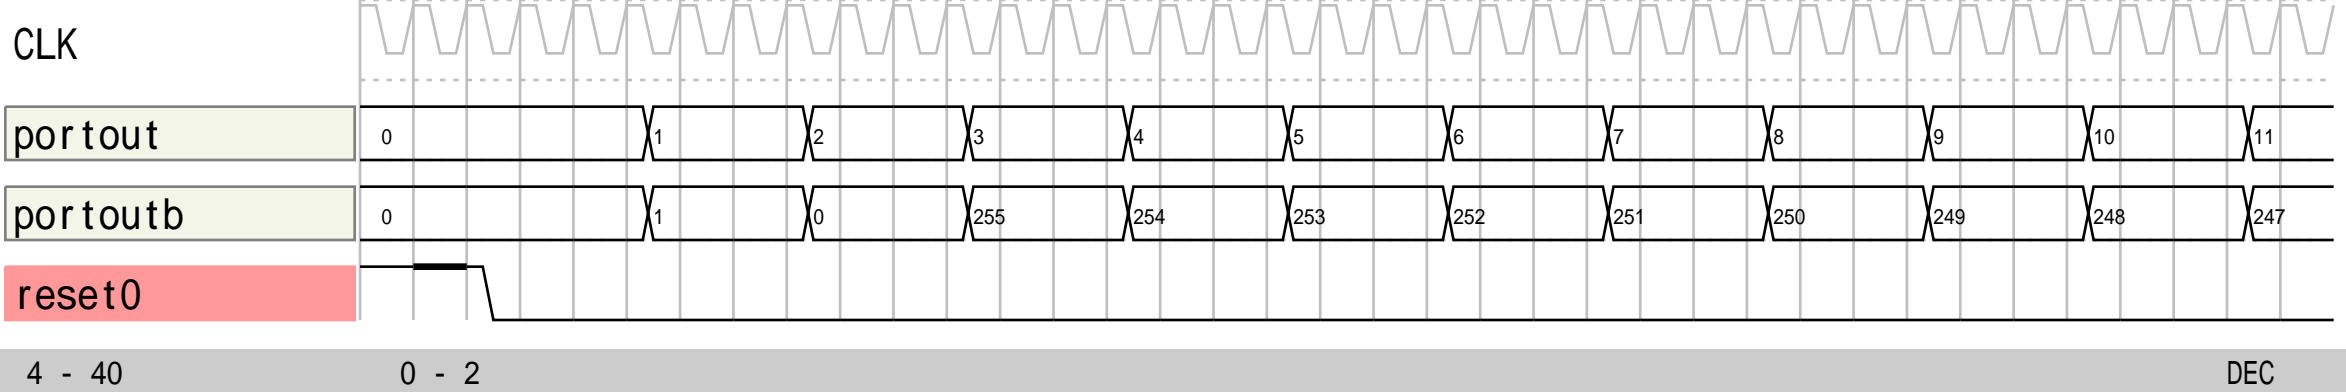 CLK
portout 0 1 2 3 4 5 6 7 8 9 10 11
portoutb 0 1 0 255 254 253 252 251 250 249 248 247
reset0
4 - 40 0 - 2 DEC